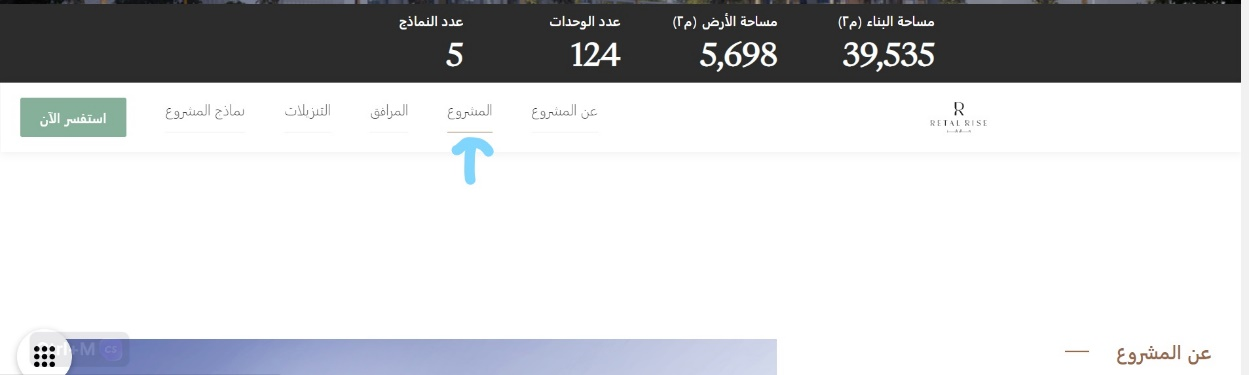 مساحة البناء (م٢)
مساحة الأرض (م٢)
عدد الوحدات
عدد النماذج
39,535
5,698
124
5
RETAL RISE
عن المشروع
المشروع
المرافق
التنزيلات
نماذج المشروع
استفسر الآن
عن المشروع